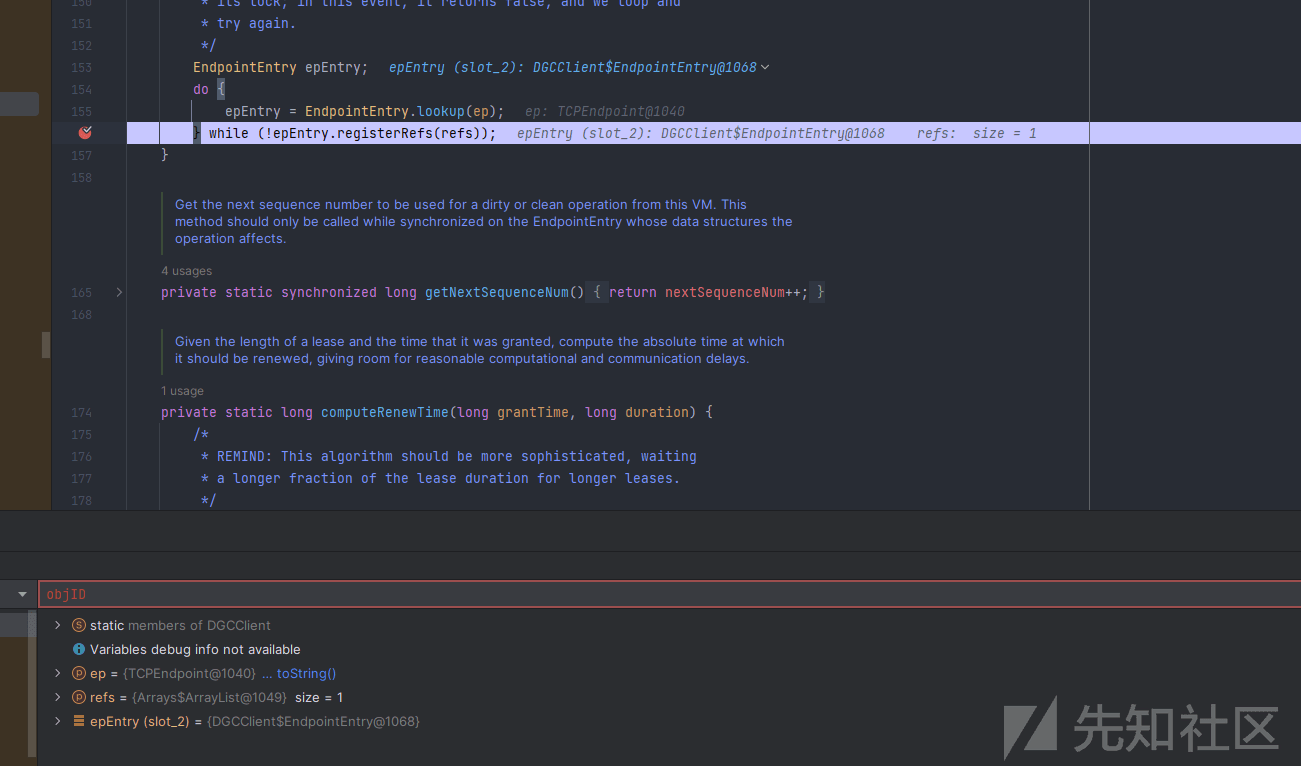 150 * its lock; in this event, it returns false, and we loop and
151 * try again.
152 */
153 EndpointEntry epEntry; epEntry (slot_2): DGCClient$EndpointEntry@1068
154 do {
155 epEntry = EndpointEntry.lookup(ep); ep: TCPEndpoint@1040
} while (!epEntry.registerRefs(refs)); epEntry (slot_2): DGCClient$EndpointEntry@1068 refs: size = 1
157 }
158
Get the next sequence number to be used for a dirty or clean operation from this VM. This
method should only be called while synchronized on the EndpointEntry whose data structures the
operation affects.
4 usages
165 private static synchronized long getNextSequenceNum() { return nextSequenceNum++; }
168
Given the length of a lease and the time that it was granted, compute the absolute time at which
it should be renewed, giving room for reasonable computational and communication delays.
1 usage
174 private static long computeRenewTime(long grantTime, long duration) {
175 /*
176 * REMIND: This algorithm should be more sophisticated, waiting
177 * a longer fraction of the lease duration for longer leases.
178 */
objID
static members of DGCClient
Variables debug info not available
ep = {TCPEndpoint@1040} ... toString()
refs = {Arrays$ArrayList@1049} size = 1
epEntry (slot_2) = {DGCClient$EndpointEntry@1068}
先知社区